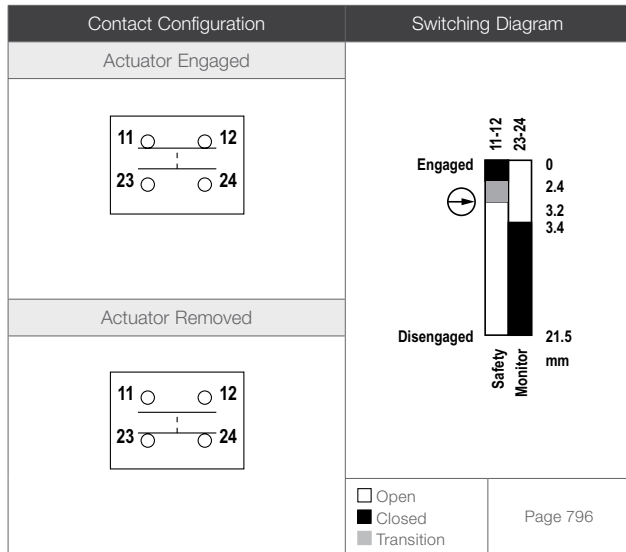 Contact Configuration
Switching Diagram
Actuator Engaged
11 12
23 24
Actuator Removed
11 12
23 24
11-12
23-24
Engaged
0
2.4
3.2
3.4
Disengaged
21.5
mm
Safety
Monitor
Open
Closed
Transition
Page 796